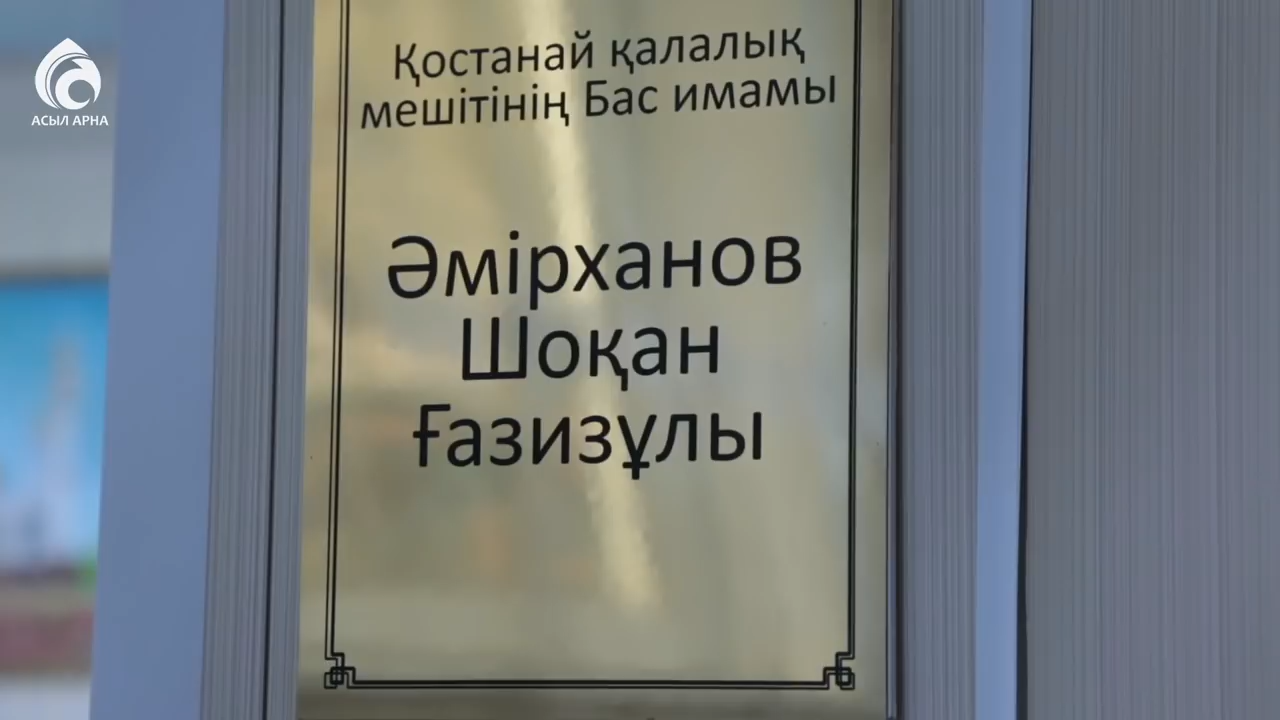 АСЫЛ АРНА
Қостанай қалалық
мешітінің Бас имамы
Әмірханов
Шоқан
Ғазизұлы